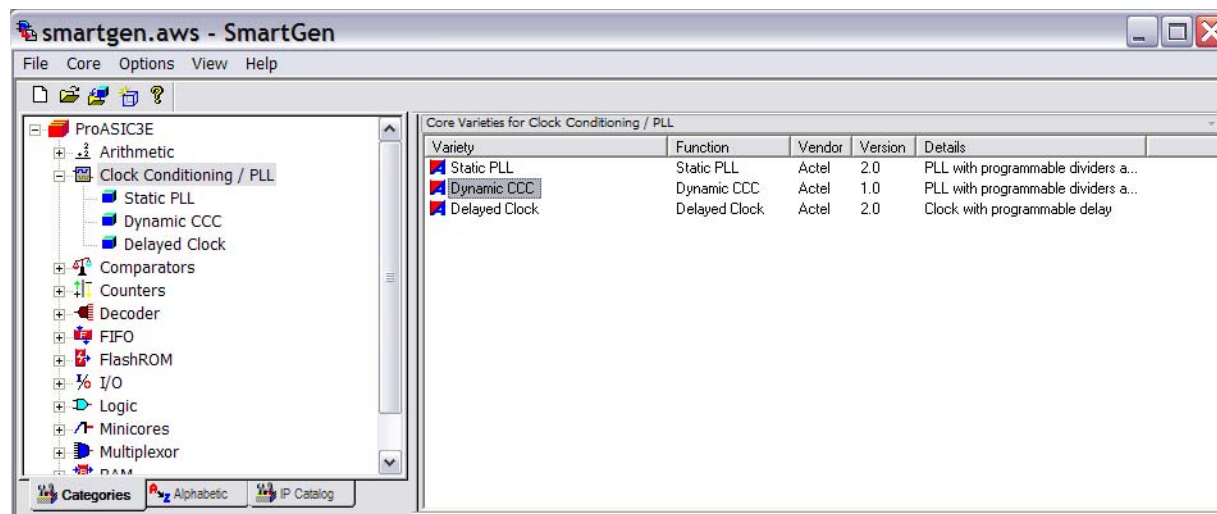 smartgen.aws - SmartGen
File Core Options View Help
ProASIC3E
Arithmetic
Clock Conditioning / PLL
Static PLL
Dynamic CCC
Delayed Clock
Comparators
Counters
Decoder
FIFO
FlashROM
I/O
Logic
Minicores
Multiplexor
RAM
Categories Alphabetic IP Catalog
Core Varieties for Clock Conditioning / PLL
Variety Function Vendor Version Details
Static PLL Static PLL Actel 2.0 PLL with programmable dividers a...
Dynamic CCC Dynamic CCC Actel 1.0 PLL with programmable dividers a...
Delayed Clock Delayed Clock Actel 2.0 Clock with programmable delay